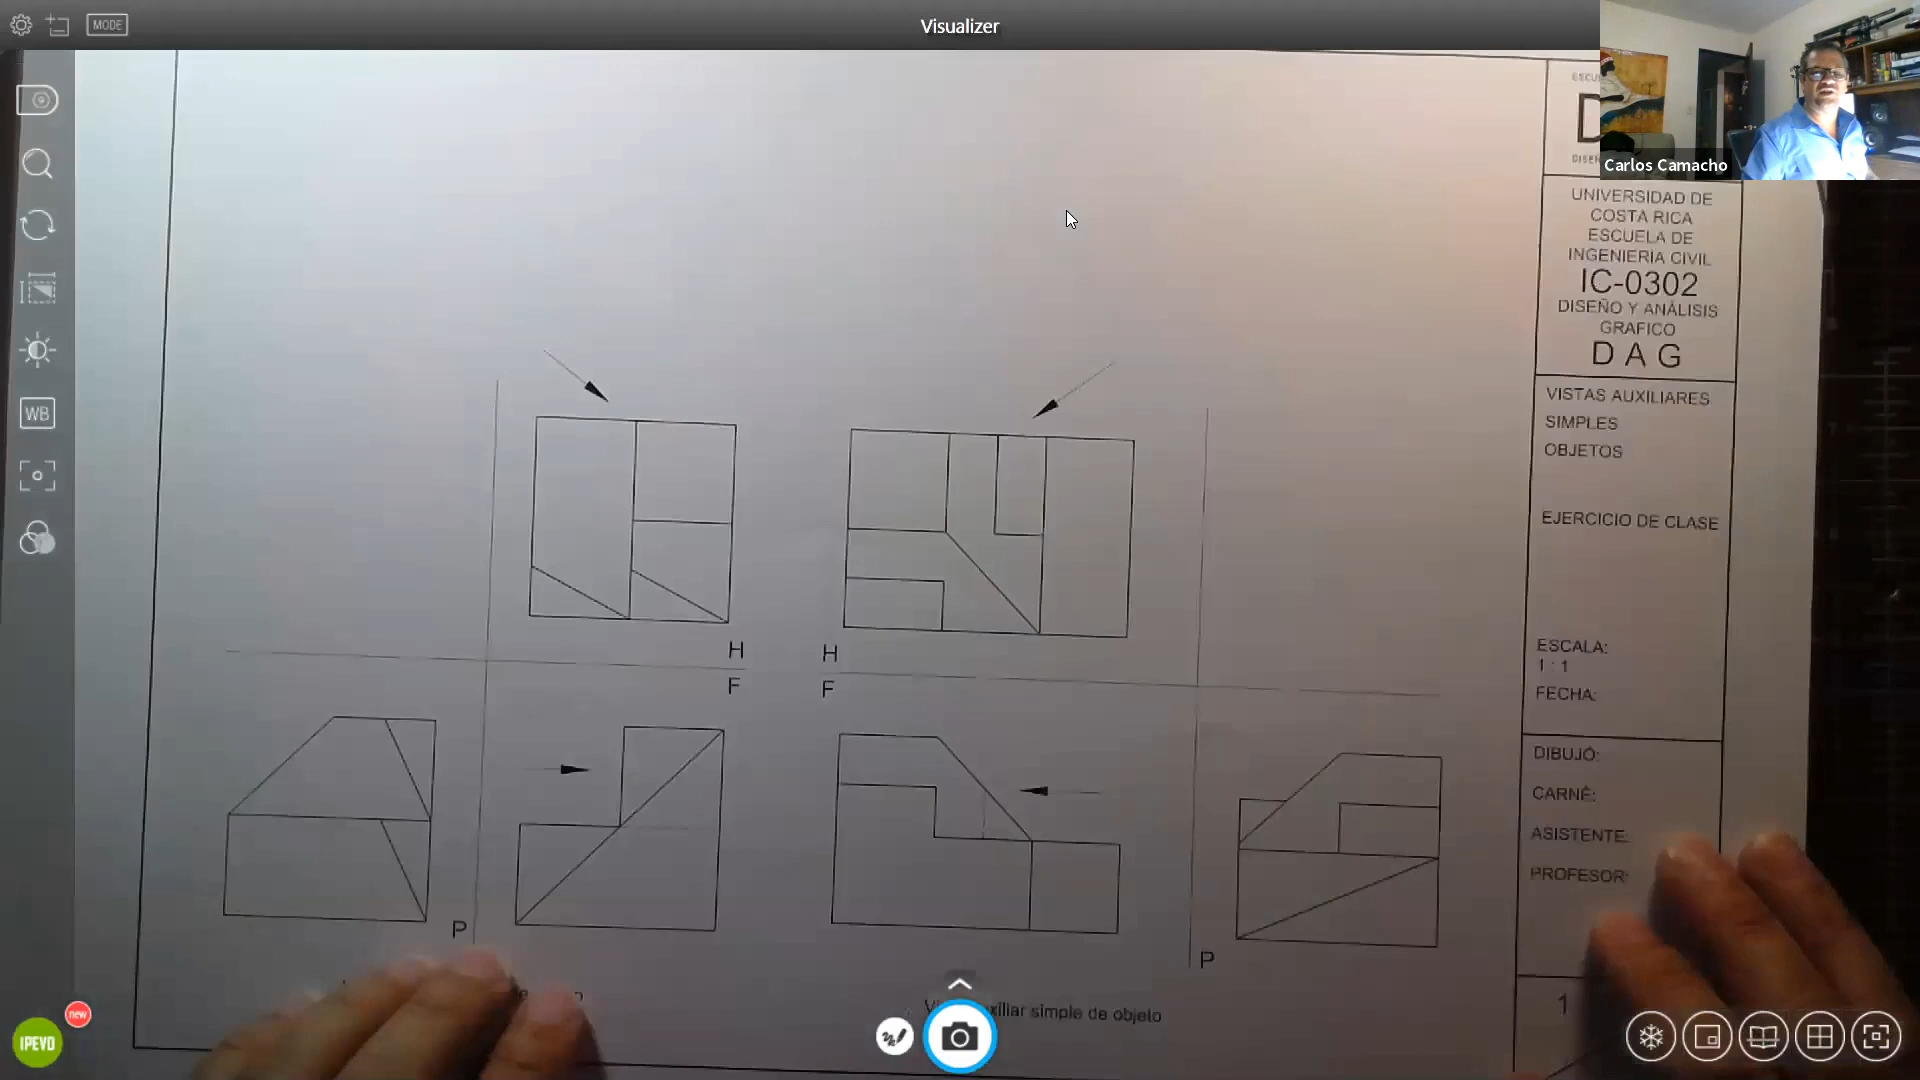 MODE
Visualizer
Carlos Camacho
UNIVERSIDAD DE
COSTA RICA
ESCUELA DE
INGENIERIA CIVIL
IC-0302
DISEÑO Y ANÁLISIS
GRAFICO
D A G
VISTAS AUXILIARES
SIMPLES
OBJETOS
EJERCICIO DE CLASE
ESCALA:
1 : 1
FECHA:
DIBUJÓ:
CARNÉ:
ASISTENTE:
PROFESOR:
1
H
F
H
F
P
P
simple de objeto
WB
new
IPEVO